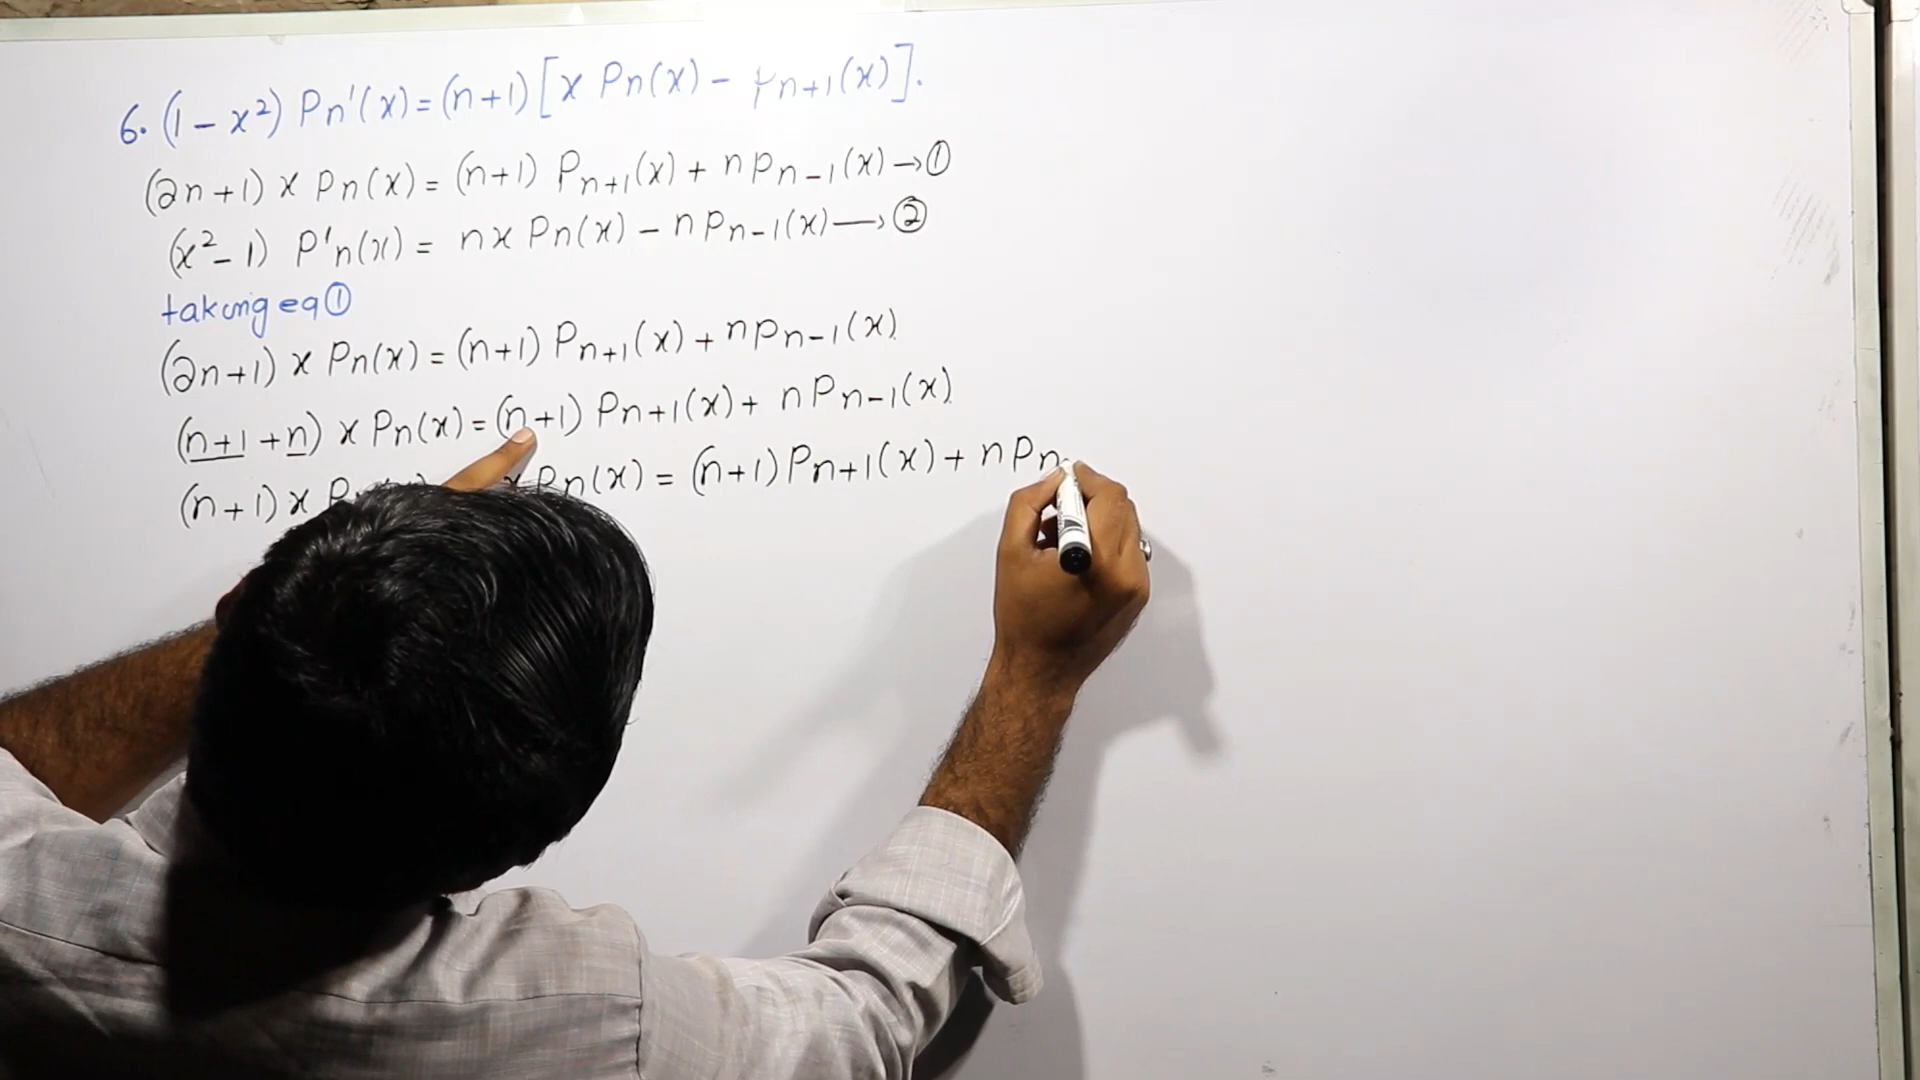 6. (1 - x²) Pn'(x) = (n+1) [x Pn(x) - Pn+1(x)].
(2n+1) x Pn(x) = (n+1) Pn+1(x) + n Pn-1(x) → ①
(x² - 1) P'n(x) = nx Pn(x) - n Pn-1(x) → ②
taking eq ①
(2n+1) x Pn(x) = (n+1) Pn+1(x) + n Pn-1(x)
(n+1 + n) x Pn(x) = (n+1) Pn+1(x) + n Pn-1(x)
(n+1) x Pn(x) = (n+1) Pn+1(x) + n Pn